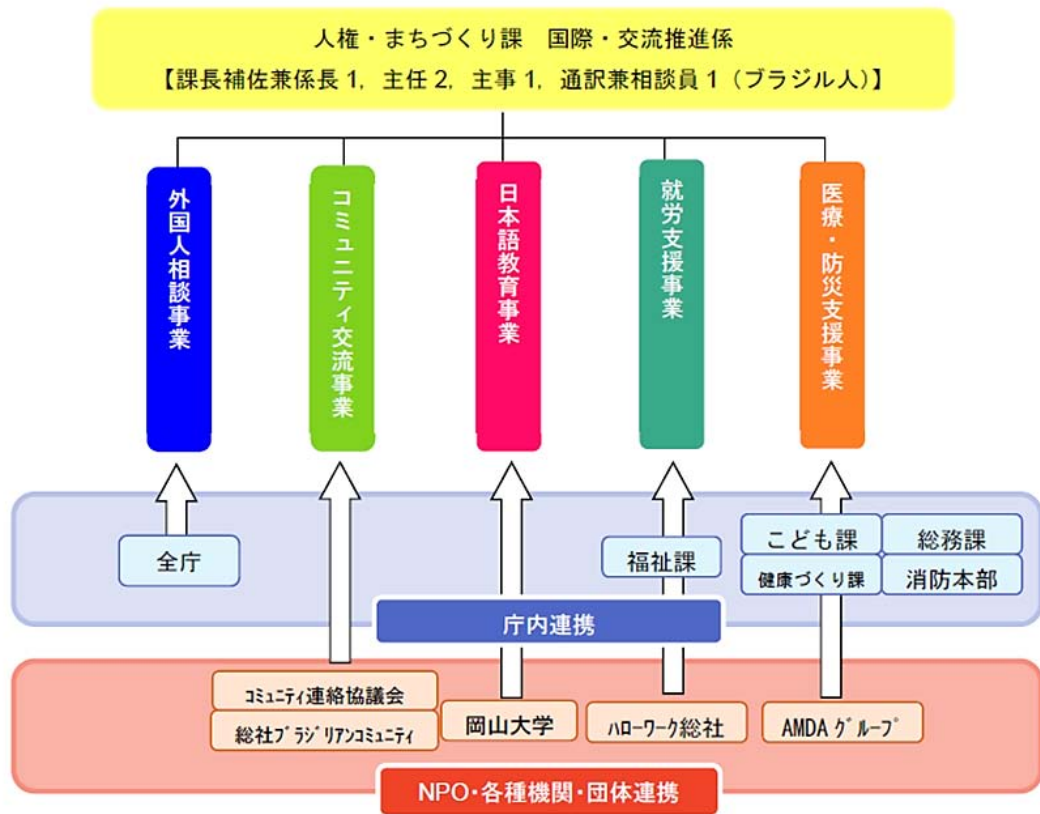 人権・まちづくり課　国際・交流推進係
【課長補佐兼係長 1，主任 2，主事 1，通訳兼相談員 1（ブラジル人）】
外国人相談事業
コミュニティ交流事業
日本語教育事業
就労支援事業
医療・防災支援事業
全庁
福祉課
こども課
総務課
健康づくり課
消防本部
庁内連携
ｺﾐｭﾆﾃｨ連絡協議会
総社ﾌﾞﾗｼﾞﾘｱﾝｺﾐｭﾆﾃｨ
岡山大学
ﾊﾛｰﾜｰｸ総社
AMDA ｸﾞﾙｰﾌﾟ
NPO・各種機関・団体連携